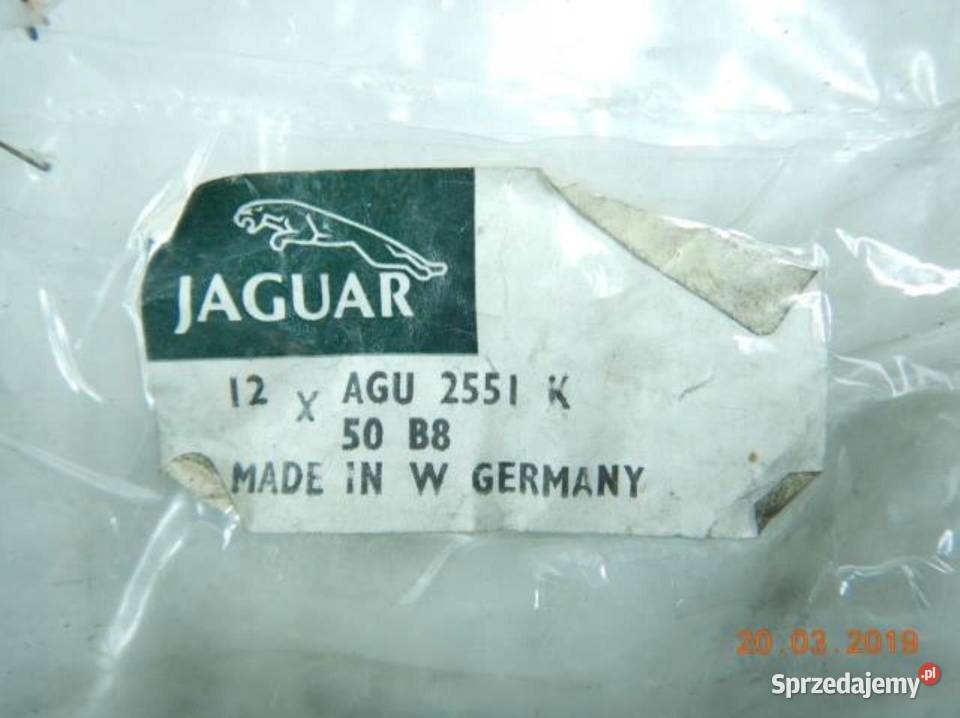 JAGUAR
12 x AGU 2551 K
50 B8
MADE IN W GERMANY
20.03.2019
Sprzedajemy.pl